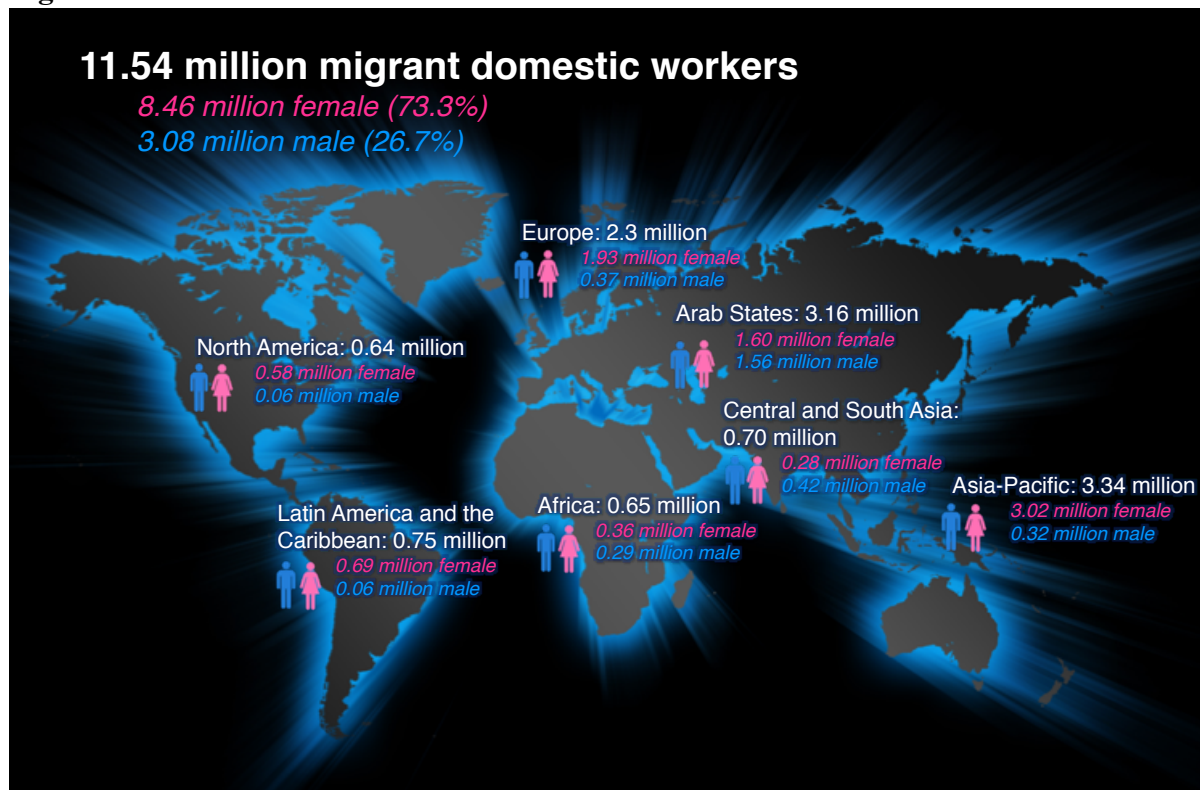 11.54 million migrant domestic workers
8.46 million female (73.3%)
3.08 million male (26.7%)
Europe: 2.3 million
1.93 million female
0.37 million male
Arab States: 3.16 million
1.60 million female
1.56 million male
North America: 0.64 million
0.58 million female
0.06 million male
Central and South Asia:
0.70 million
0.28 million female
0.42 million male
Asia-Pacific: 3.34 million
3.02 million female
0.32 million male
Africa: 0.65 million
0.36 million female
0.29 million male
Latin America and the
Caribbean: 0.75 million
0.69 million female
0.06 million male